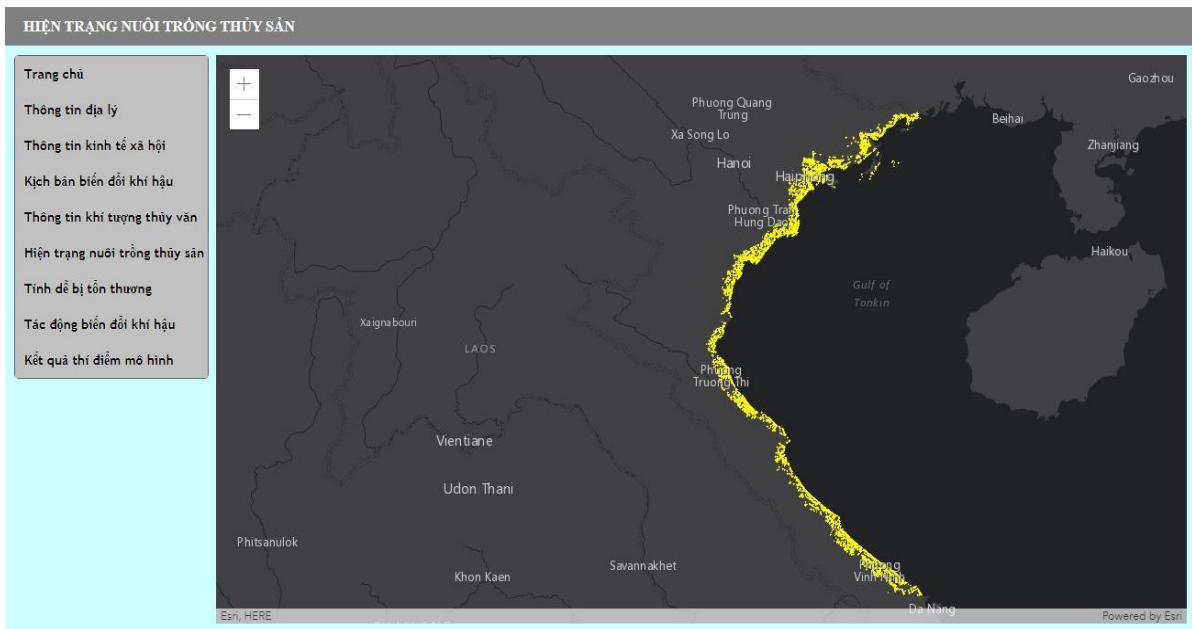 HIỆN TRẠNG NUÔI TRỒNG THỦY SẢN
Trang chủ
Thông tin địa lý
Thông tin kinh tế xã hội
Kịch bản biến đổi khí hậu
Thông tin khí tượng thủy văn
Hiện trạng nuôi trồng thủy sản
Tính dễ bị tổn thương
Tác động biến đổi khí hậu
Kết quả thí điểm mô hình
+
−
Gaozhou
Phuong Quang
Trung
Beihai
Xa Song Lo
Zhanjiang
Hanoi
Haiphong
Phuong Tran
Hung Dao
Haikou
Gulf of
Tonkin
Xaignabouri
LAOS
Phuong
Truong Thi
Vientiane
Udon Thani
Phitsanulok
Savannakhet
Phuong
Vinh Ninh
Khon Kaen
Da Nang
Esri, HERE
Powered by Esri